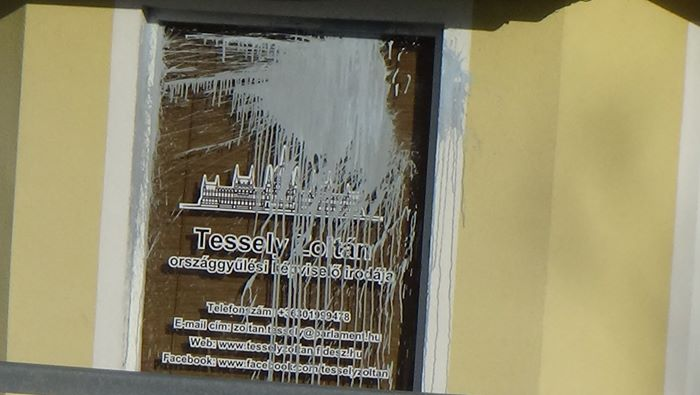 Tessely Zoltán
országgyűlési képviselő irodája
Telefonszám:
E-mail cím: zoltan.tessely@parlament.hu
Web: www.tesselyzoltan.fidesz.hu
Facebook: www.facebook.com/tesselyzoltan